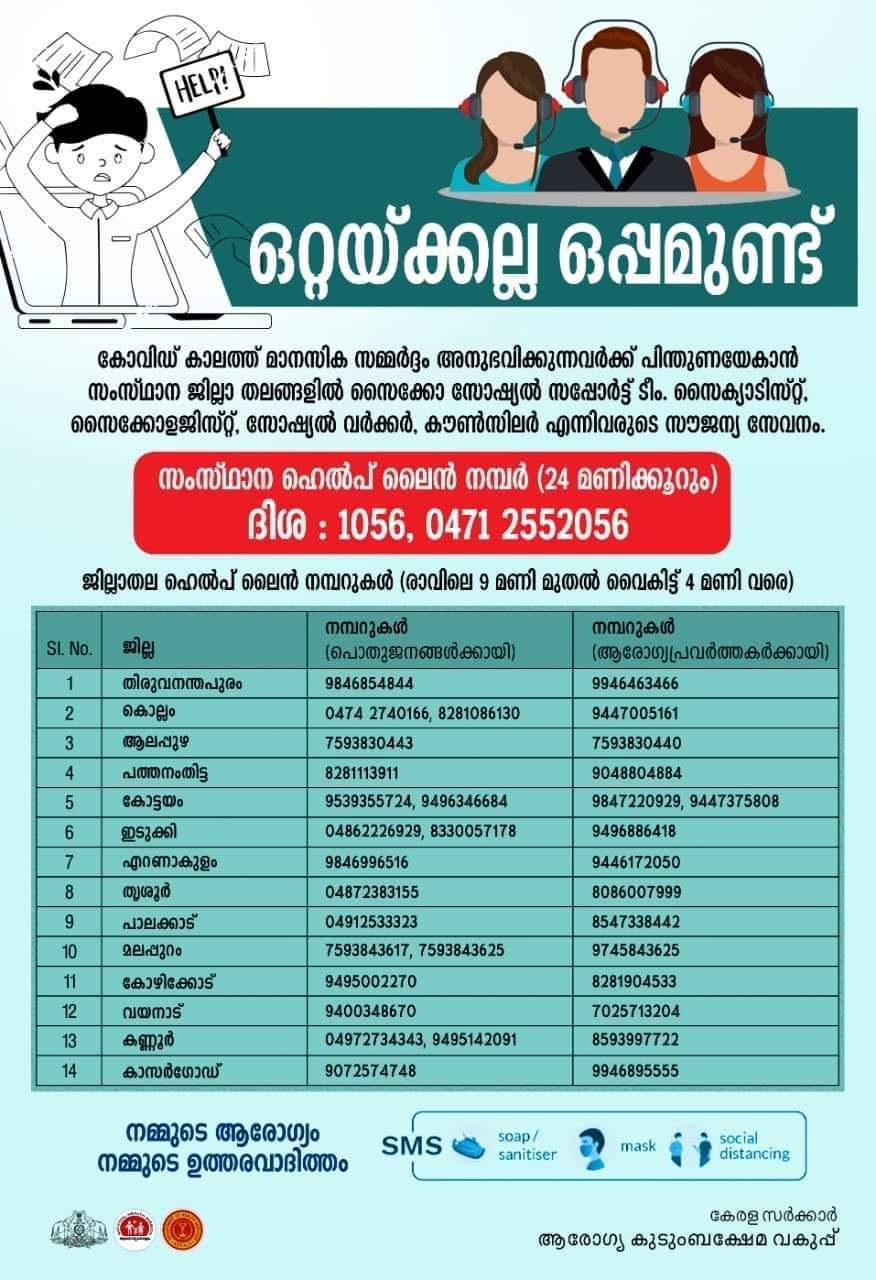 HELP!
ഒറ്റയ്ക്കല്ല ഒപ്പമുണ്ട്
കോവിഡ് കാലത്ത് മാനസിക സമ്മർദ്ദം അനുഭവിക്കുന്നവർക്ക് പിന്തുണയേകാൻ
സംസ്ഥാന ജില്ലാ തലങ്ങളിൽ സൈക്കോ സോഷ്യൽ സപ്പോർട്ട് ടീം. സൈക്യാടിസ്റ്റ്,
സൈക്കോളജിസ്റ്റ്, സോഷ്യൽ വർക്കർ, കൗൺസിലർ എന്നിവരുടെ സൗജന്യ സേവനം.
സംസ്ഥാന ഹെൽപ് ലൈൻ നമ്പർ (24 മണിക്കൂറും)
ദിശ : 1056, 0471 2552056
ജില്ലാതല ഹെൽപ് ലൈൻ നമ്പറുകൾ (രാവിലെ 9 മണി മുതൽ വൈകിട്ട് 4 മണി വരെ)
Sl. No. ജില്ല നമ്പറുകൾ (പൊതുജനങ്ങൾക്കായി) നമ്പറുകൾ (ആരോഗ്യപ്രവർത്തകർക്കായി)
1 തിരുവനന്തപുരം 9846854844 9946463466
2 കൊല്ലം 0474 2740166, 8281086130 9447005161
3 ആലപ്പുഴ 7593830443 7593830440
4 പത്തനംതിട്ട 8281113911 9048804884
5 കോട്ടയം 9539355724, 9496346684 9847220929, 9447375808
6 ഇടുക്കി 04862226929, 8330057178 9496886418
7 എറണാകുളം 9846996516 9446172050
8 തൃശൂർ 04872383155 8086007999
9 പാലക്കാട് 04912533323 8547338442
10 മലപ്പുറം 7593843617, 7593843625 9745843625
11 കോഴിക്കോട് 9495002270 8281904533
12 വയനാട് 9400348670 7025713204
13 കണ്ണൂർ 04972734343, 9495142091 8593997722
14 കാസർഗോഡ് 9072574748 9946895555
നമ്മുടെ ആരോഗ്യം
നമ്മുടെ ഉത്തരവാദിത്തം
SMS soap/ sanitiser mask social distancing
കേരള സർക്കാർ
ആരോഗ്യ കുടുംബക്ഷേമ വകുപ്പ്